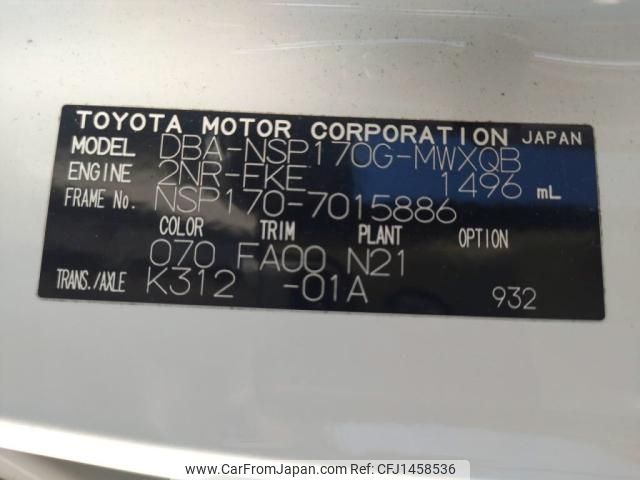 TOYOTA MOTOR CORPORATION JAPAN
MODEL DBA-NSP170G-MWXQB
ENGINE 2NR-FKE 1496 mL
FRAME No. NSP170-7015886
COLOR TRIM PLANT OPTION
070 FA00 N21
TRANS./AXLE K312 -01A 932
www.CarFromJapan.com Ref:CFJ1458536